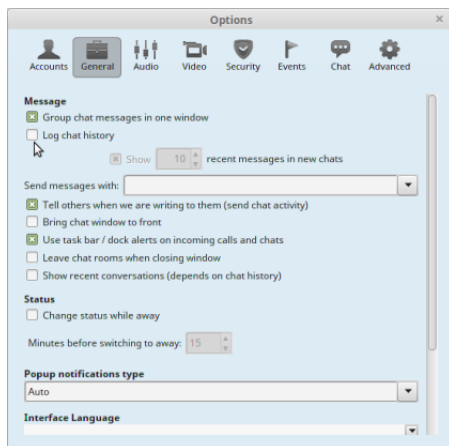 Options
Accounts General Audio Video Security Events Chat Advanced
Message
Group chat messages in one window
Log chat history
Show 10 recent messages in new chats
Send messages with:
Tell others when we are writing to them (send chat activity)
Bring chat window to front
Use task bar / dock alerts on incoming calls and chats
Leave chat rooms when closing window
Show recent conversations (depends on chat history)
Status
Change status while away
Minutes before switching to away: 15
Popup notifications type
Auto
Interface Language